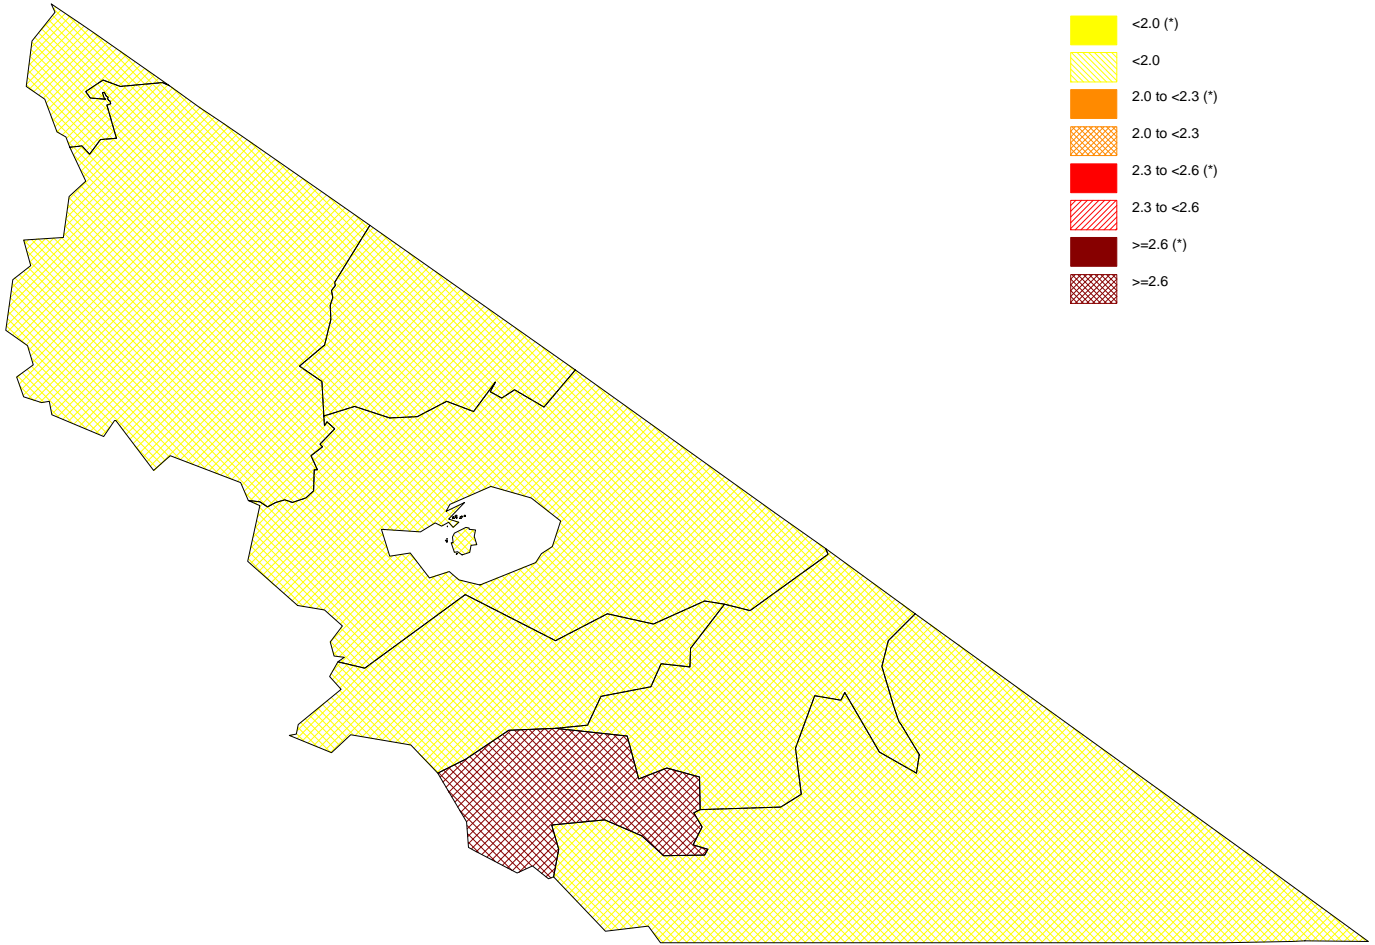 <2.0 (*)
<2.0
2.0 to <2.3 (*)
2.0 to <2.3
2.3 to <2.6 (*)
2.3 to <2.6
>=2.6 (*)
>=2.6